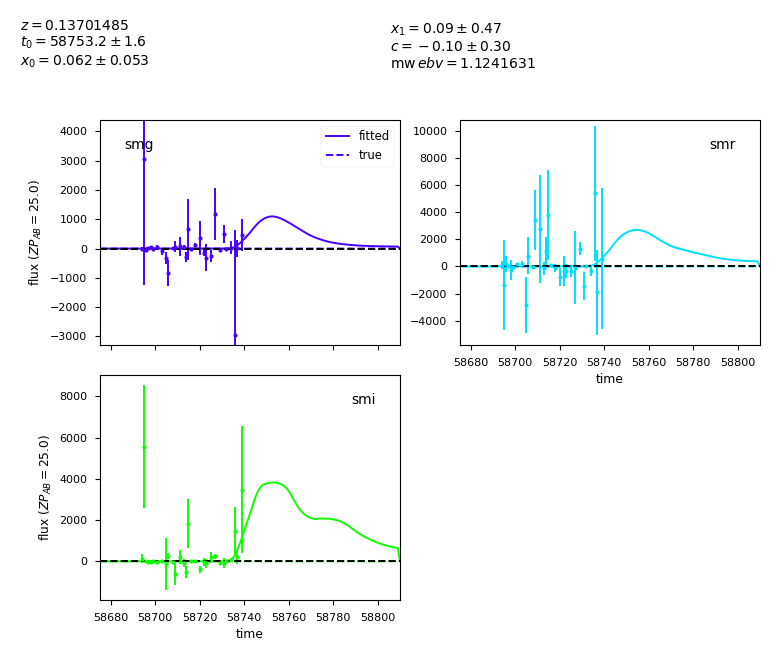 z = 0.13701485
t₀ = 58753.2 ± 1.6
x₀ = 0.062 ± 0.053
x₁ = 0.09 ± 0.47
c = −0.10 ± 0.30
mw ebv = 1.1241631
smg
fitted
true
4000
3000
2000
1000
0
−1000
−2000
−3000
flux (ZP_AB = 25.0)
smr
10000
8000
6000
4000
2000
0
−2000
−4000
58680 58700 58720 58740 58760 58780 58800
time
smi
8000
6000
4000
2000
0
flux (ZP_AB = 25.0)
58680 58700 58720 58740 58760 58780 58800
time